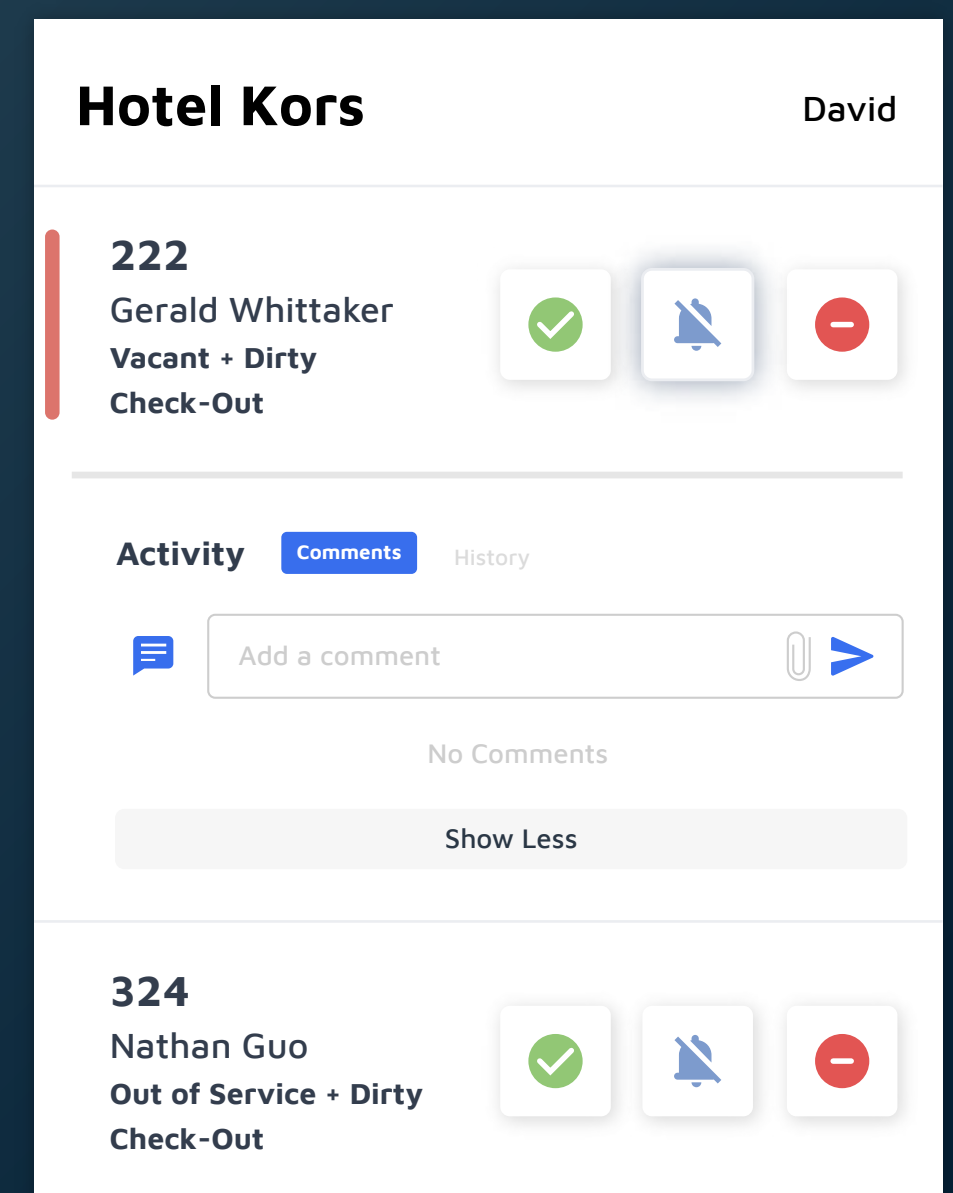 Hotel Kors
David
222
Gerald Whittaker
Vacant + Dirty
Check-Out
Activity
Comments
History
Add a comment
No Comments
Show Less
324
Nathan Guo
Out of Service + Dirty
Check-Out